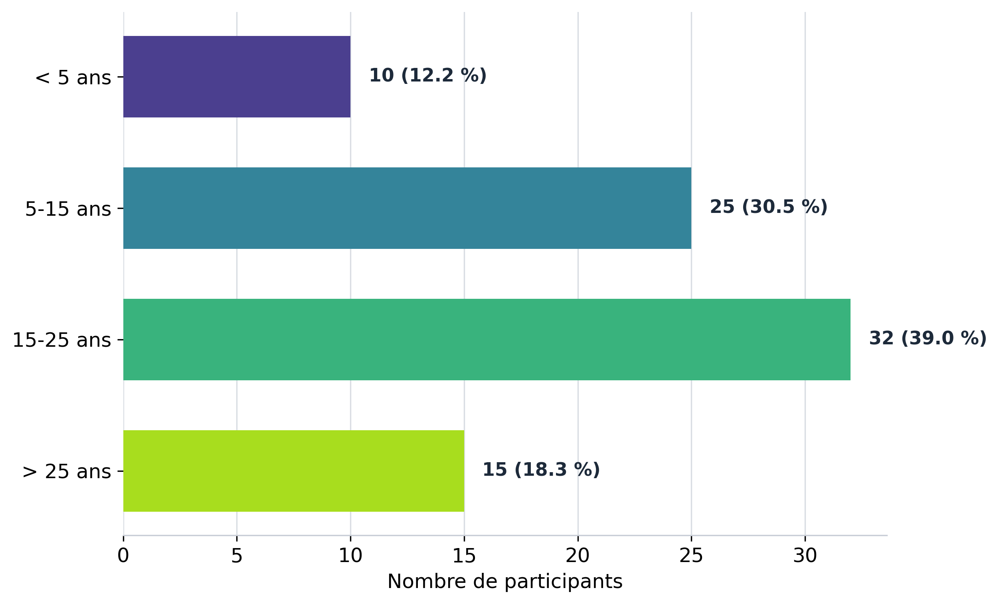 < 5 ans
10 (12.2 %)
5-15 ans
25 (30.5 %)
15-25 ans
32 (39.0 %)
> 25 ans
15 (18.3 %)
0 5 10 15 20 25 30
Nombre de participants